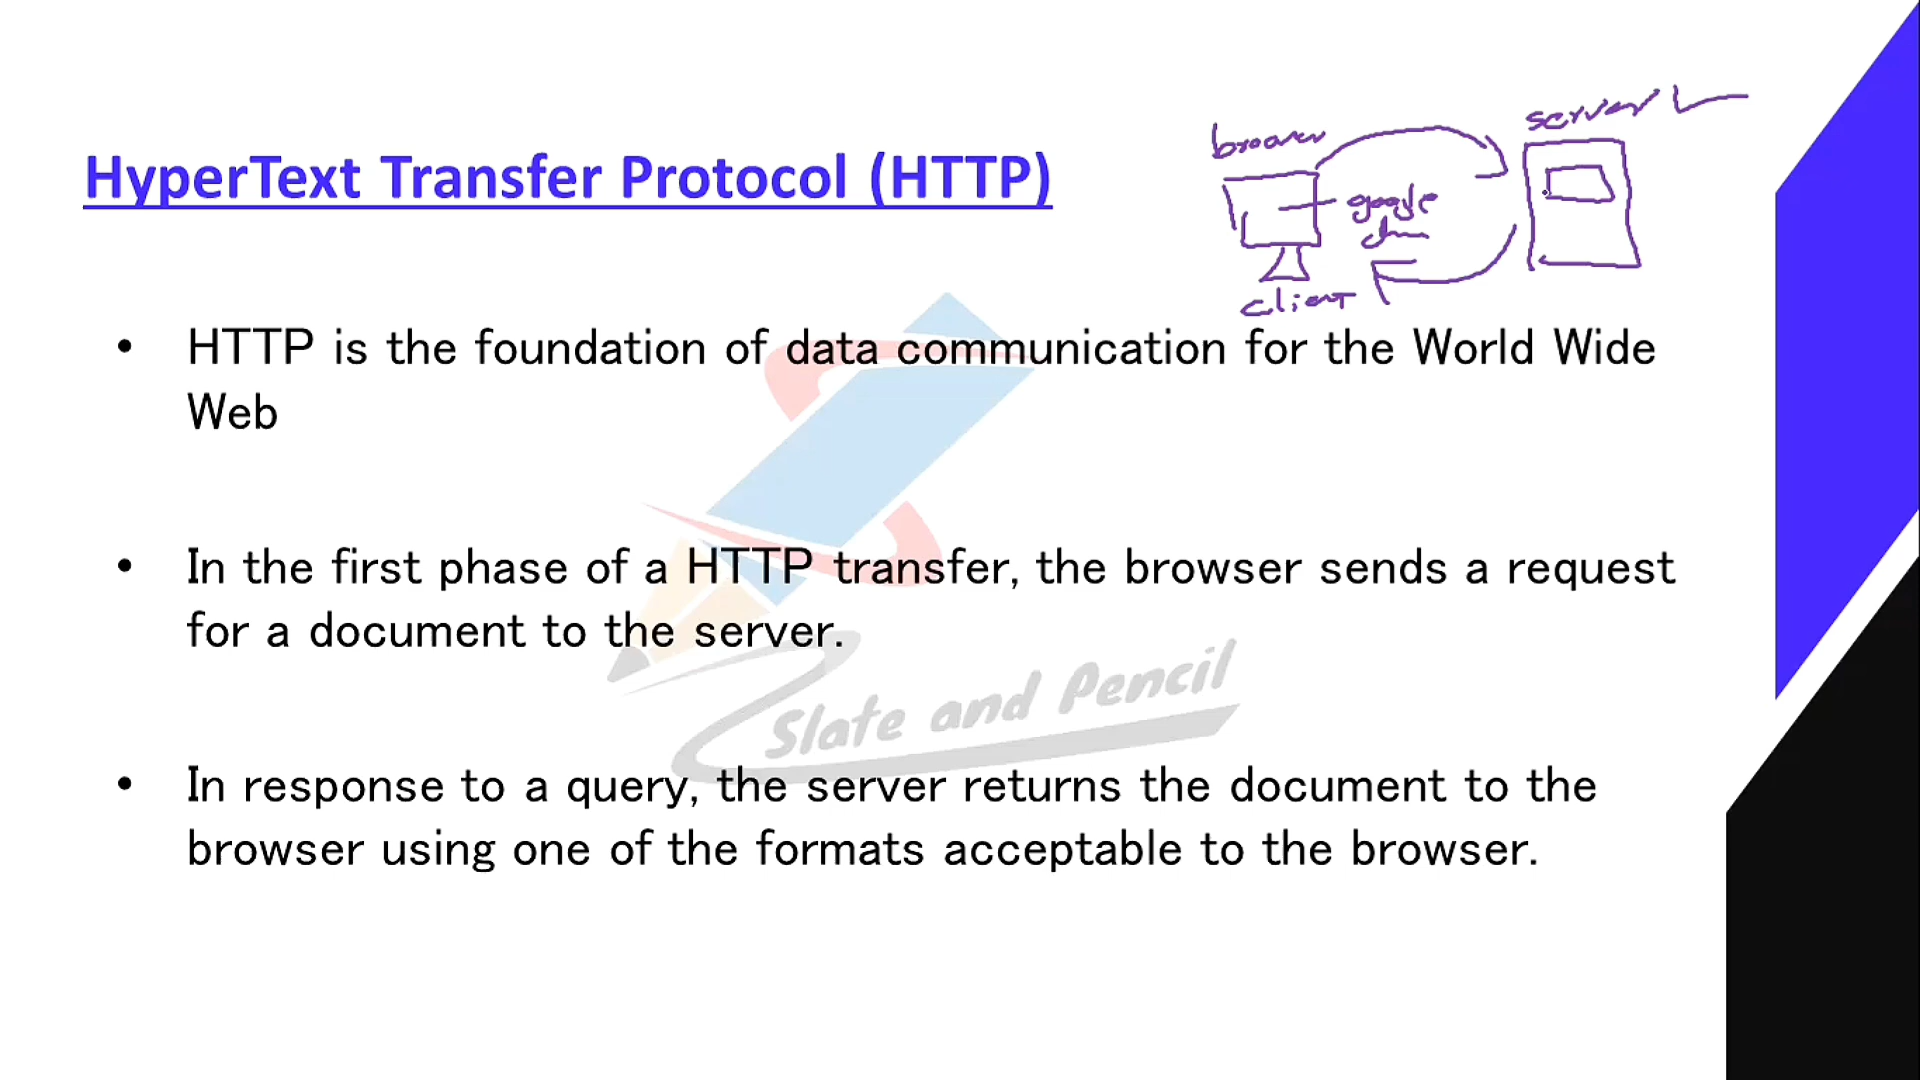 server
browser
HyperText Transfer Protocol (HTTP)
google
client
• HTTP is the foundation of data communication for the World Wide
Web
• In the first phase of a HTTP transfer, the browser sends a request
for a document to the server.
Slate and Pencil
• In response to a query, the server returns the document to the
browser using one of the formats acceptable to the browser.